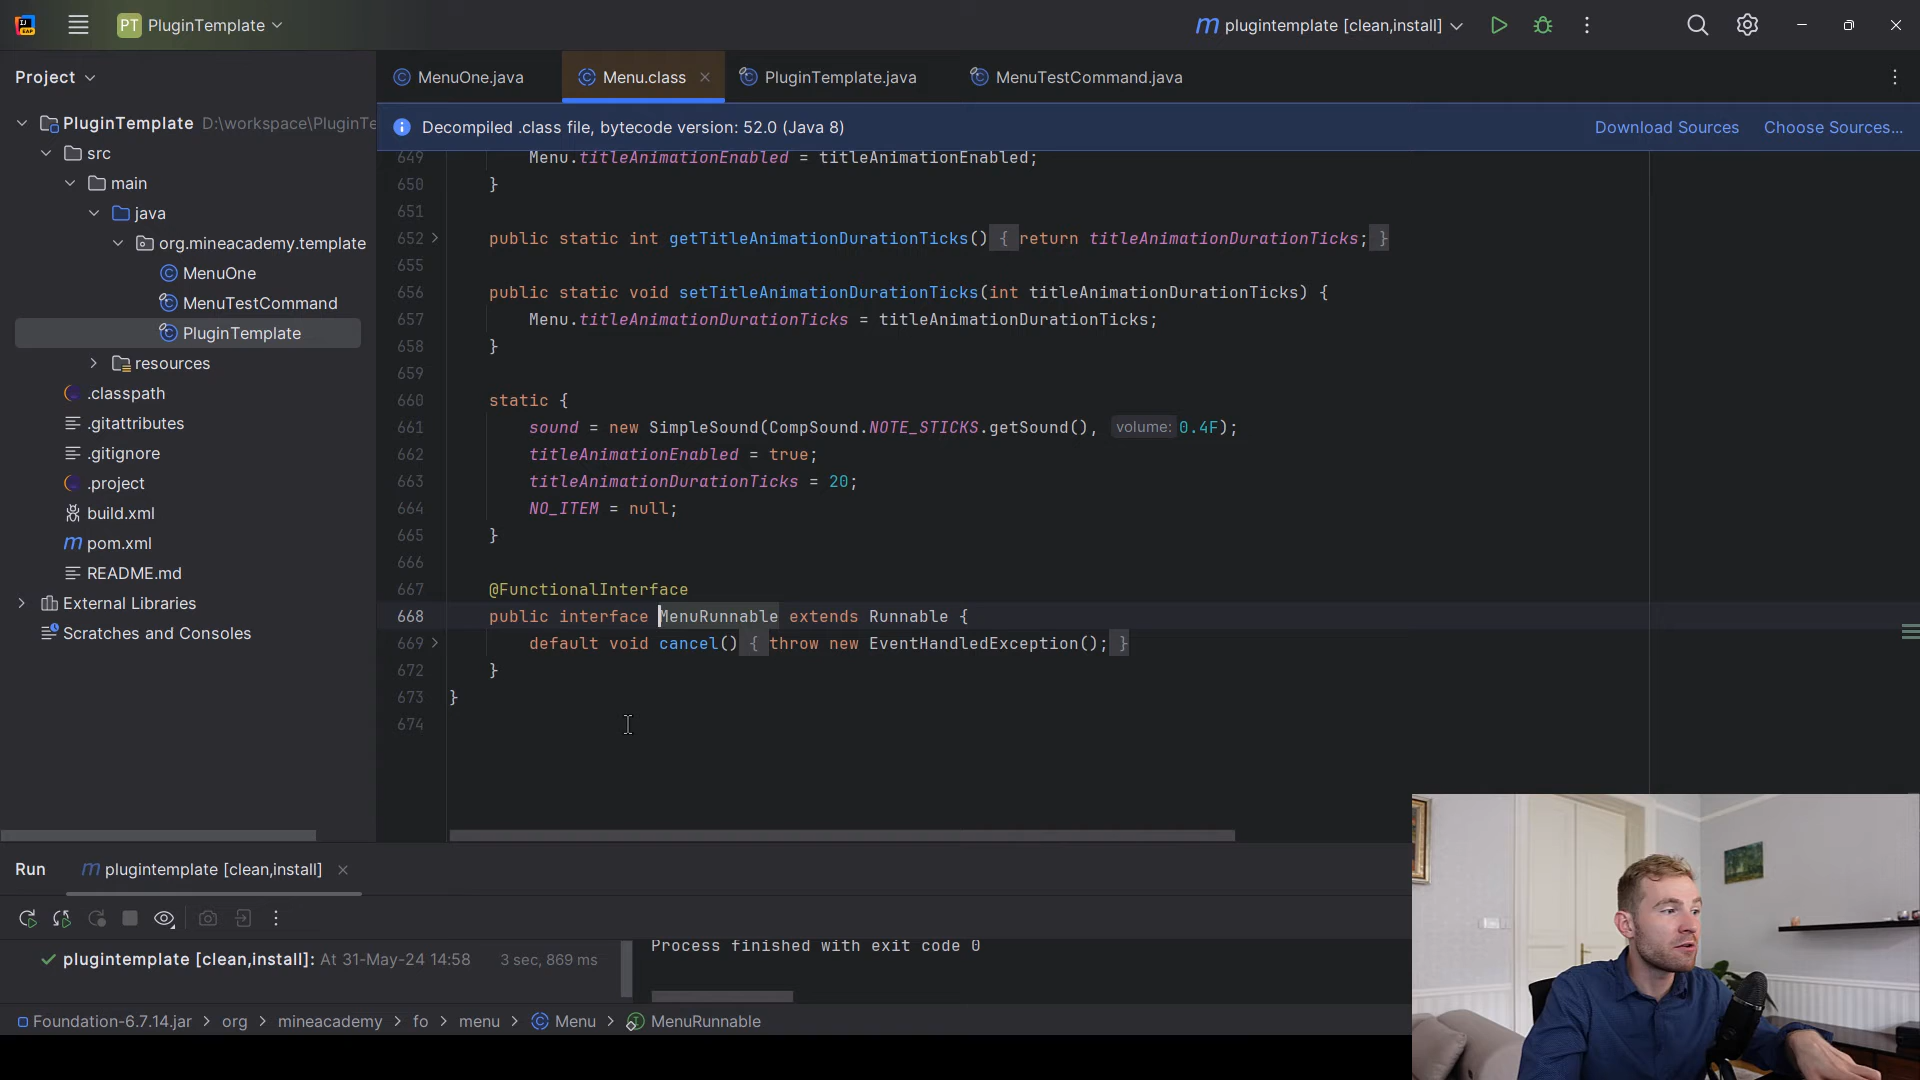 PT PluginTemplate
m plugintemplate [clean,install]
Project
MenuOne.java
Menu.class
PluginTemplate.java
MenuTestCommand.java
Decompiled .class file, bytecode version: 52.0 (Java 8)
Download Sources
Choose Sources...
PluginTemplate D:\workspace\PluginTe
src
main
java
org.mineacademy.template
MenuOne
MenuTestCommand
PluginTemplate
resources
.classpath
.gitattributes
.gitignore
.project
build.xml
m pom.xml
README.md
External Libraries
Scratches and Consoles
649 Menu.titleAnimationEnabled = titleAnimationEnabled;
650 }
651
652 public static int getTitleAnimationDurationTicks() { return titleAnimationDurationTicks; }
655
656 public static void setTitleAnimationDurationTicks(int titleAnimationDurationTicks) {
657 Menu.titleAnimationDurationTicks = titleAnimationDurationTicks;
658 }
659
660 static {
661 sound = new SimpleSound(CompSound.NOTE_STICKS.getSound(), volume: 0.4F);
662 titleAnimationEnabled = true;
663 titleAnimationDurationTicks = 20;
664 NO_ITEM = null;
665 }
666
667 @FunctionalInterface
668 public interface MenuRunnable extends Runnable {
669 default void cancel() { throw new EventHandledException(); }
672 }
673 }
674
Run
m plugintemplate [clean,install]
plugintemplate [clean,install]: At 31-May-24 14:58 3 sec, 869 ms
Process finished with exit code 0
Foundation-6.7.14.jar > org > mineacademy > fo > menu > Menu > MenuRunnable